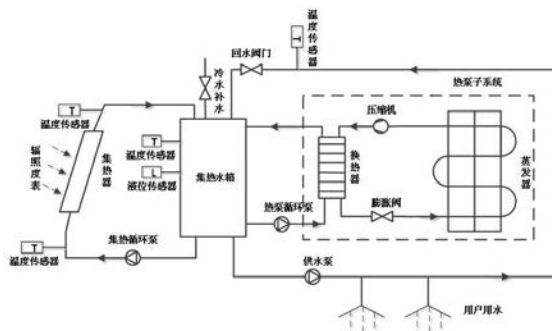 T
温度传感器
冷水补水
回水阀门
热泵子系统
T
温度传感器
辐照度表
集热器
T
温度传感器
L
液位传感器
集热水箱
压缩机
换热器
蒸发器
热泵循环泵
膨胀阀
T
温度传感器
集热循环泵
供水泵
用户用水